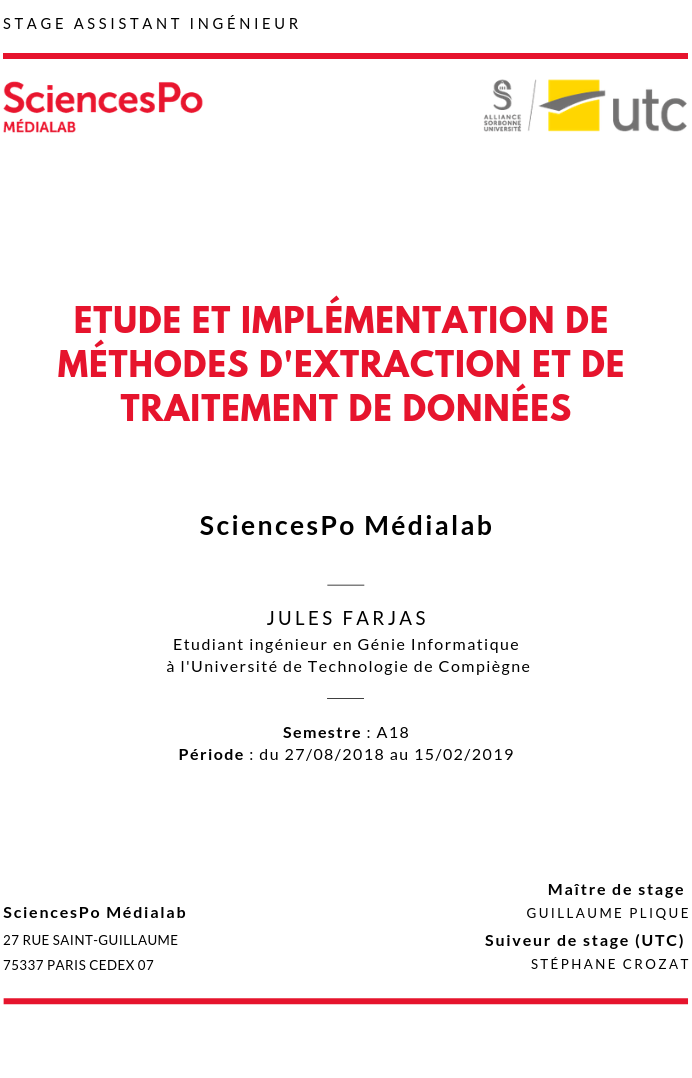 STAGE ASSISTANT INGÉNIEUR
SciencesPo
MÉDIALAB
ALLIANCE
SORBONNE
UNIVERSITÉ
utc
ETUDE ET IMPLÉMENTATION DE
MÉTHODES D'EXTRACTION ET DE
TRAITEMENT DE DONNÉES
SciencesPo Médialab
JULES FARJAS
Etudiant ingénieur en Génie Informatique
à l'Université de Technologie de Compiègne
Semestre : A18
Période : du 27/08/2018 au 15/02/2019
SciencesPo Médialab
27 RUE SAINT-GUILLAUME
75337 PARIS CEDEX 07
Maître de stage
GUILLAUME PLIQUE
Suiveur de stage (UTC)
STÉPHANE CROZAT